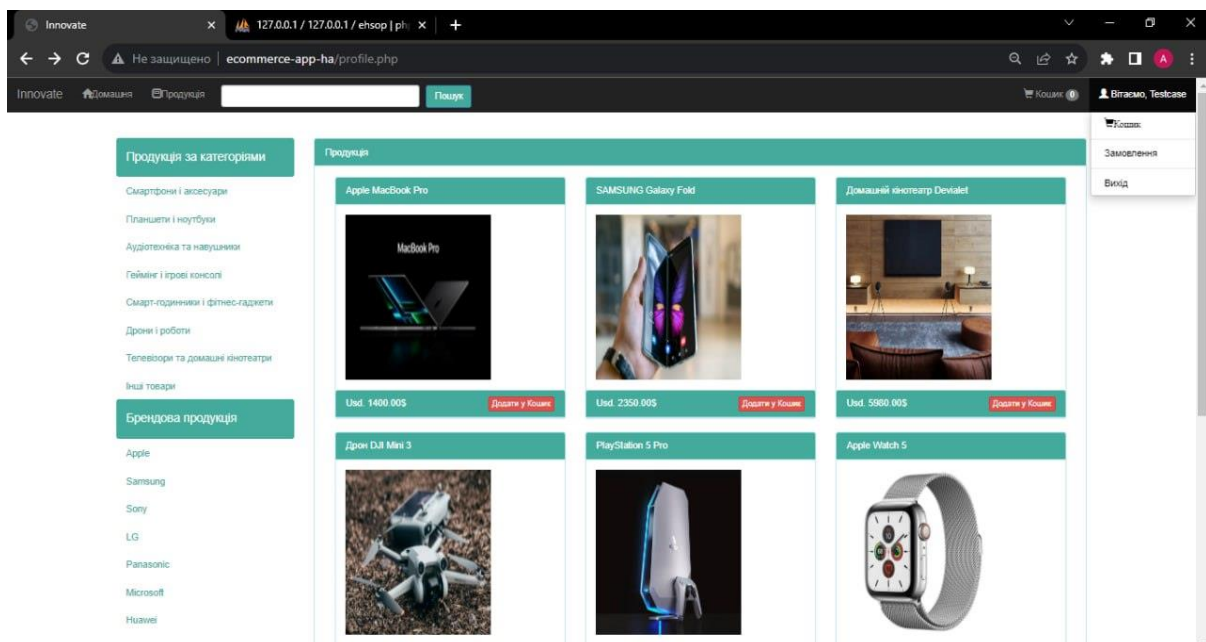 Innovate
127.0.0.1 / 127.0.0.1 / ehsop | ph
Не защищено | ecommerce-app-ha/profile.php
A
Innovate Домашня Продукція Пошук Кошик 0 Вітаємо, Testcase
Кошик
Замовлення
Вихід
Продукція за категоріями
Смартфони і аксесуари
Планшети і ноутбуки
Аудіотехніка та навушники
Геймінг і ігрові консолі
Смарт-годинники і фітнес-гаджети
Дрони і роботи
Телевізори та домашні кінотеатри
Інші товари
Брендова продукція
Apple
Samsung
Sony
LG
Panasonic
Microsoft
Huawei
Продукція
Apple MacBook Pro
MacBook Pro
Usd. 1400.00$ Додати у Кошик
SAMSUNG Galaxy Fold
Usd. 2350.00$ Додати у Кошик
Домашній кінотеатр Devialet
Usd. 5980.00$ Додати у Кошик
Дрон DJI Mini 3
PlayStation 5 Pro
Apple Watch 5